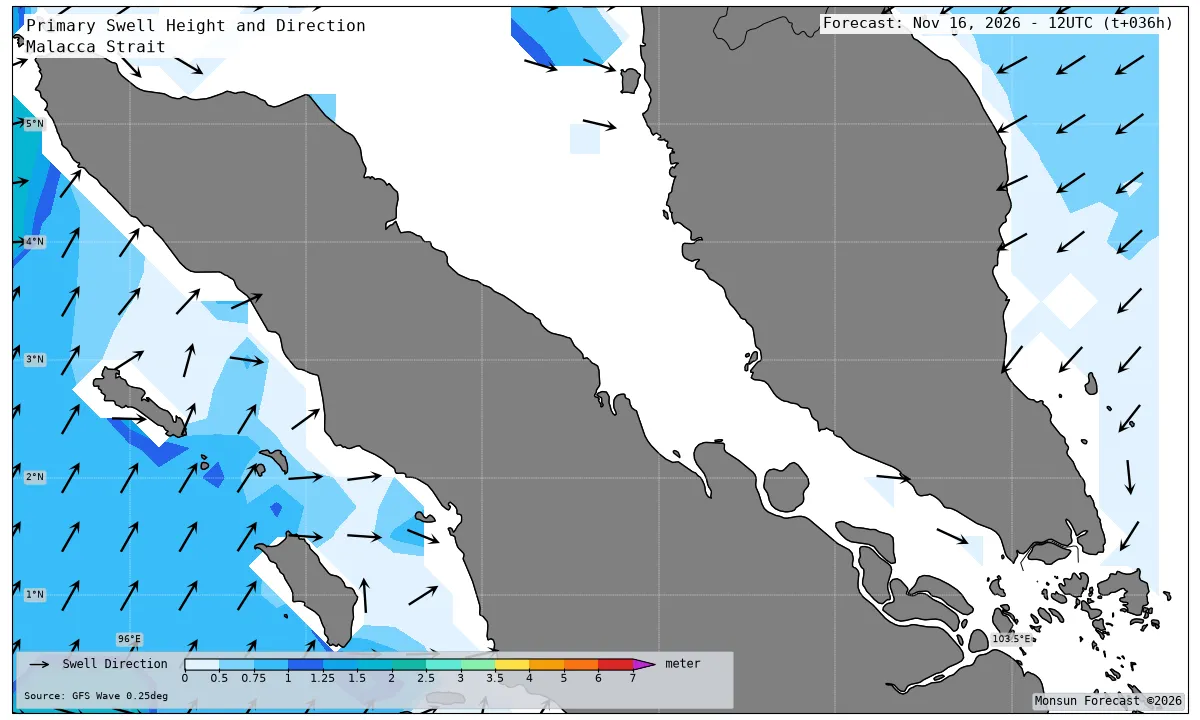 Primary Swell Height and Direction
Malacca Strait
Forecast: Nov 16, 2026 - 12UTC (t+036h)
5°N
4°N
3°N
2°N
1°N
96°E
103.5°E
Swell Direction
meter
0 0.5 0.75 1 1.25 1.5 2 2.5 3 3.5 4 5 6 7
Source: GFS Wave 0.25deg
Monsun Forecast ©2026